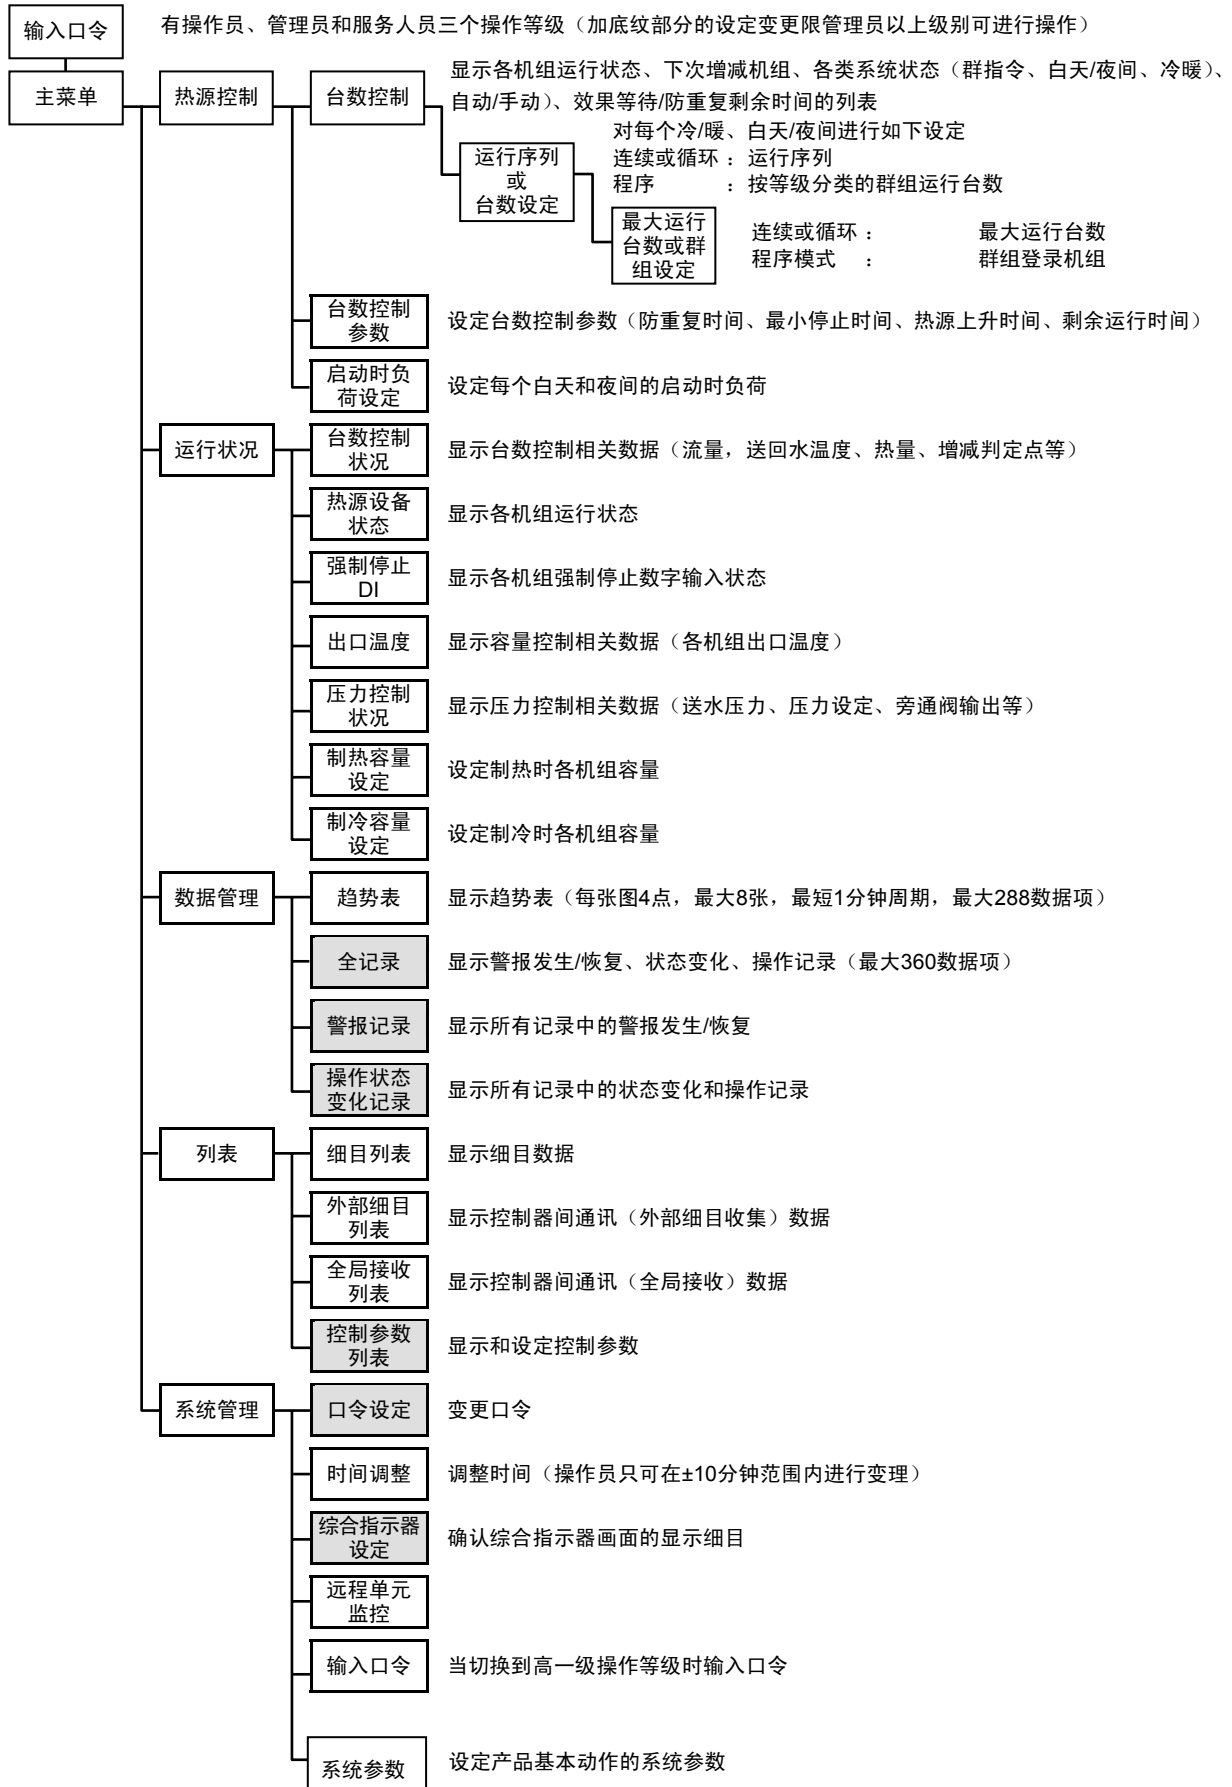 输入口令
有操作员、管理员和服务人员三个操作等级（加底纹部分的设定变更限管理员以上级别可进行操作）
主菜单
热源控制
台数控制
显示各机组运行状态、下次增减机组、各类系统状态（群指令、白天/夜间、冷暖）、
自动/手动）、效果等待/防重复剩余时间的列表
运行序列
或
台数设定
对每个冷/暖、白天/夜间进行如下设定
连续或循环 ：运行序列
程序 ：按等级分类的群组运行台数
最大运行
台数或群
组设定
连续或循环 ： 最大运行台数
程序模式 ： 群组登录机组
台数控制
参数
设定台数控制参数（防重复时间、最小停止时间、热源上升时间、剩余运行时间）
启动时负
荷设定
设定每个白天和夜间的启动时负荷
运行状况
台数控制
状况
显示台数控制相关数据（流量，送回水温度、热量、增减判定点等）
热源设备
状态
显示各机组运行状态
强制停止
DI
显示各机组强制停止数字输入状态
出口温度
显示容量控制相关数据（各机组出口温度）
压力控制
状况
显示压力控制相关数据（送水压力、压力设定、旁通阀输出等）
制热容量
设定
设定制热时各机组容量
制冷容量
设定
设定制冷时各机组容量
数据管理
趋势表
显示趋势表（每张图4点，最大8张，最短1分钟周期，最大288数据项）
全记录
显示警报发生/恢复、状态变化、操作记录（最大360数据项）
警报记录
显示所有记录中的警报发生/恢复
操作状态
变化记录
显示所有记录中的状态变化和操作记录
列表
细目列表
显示细目数据
外部细目
列表
显示控制器间通讯（外部细目收集）数据
全局接收
列表
显示控制器间通讯（全局接收）数据
控制参数
列表
显示和设定控制参数
系统管理
口令设定
变更口令
时间调整
调整时间（操作员只可在±10分钟范围内进行变理）
综合指示器
设定
确认综合指示器画面的显示细目
远程单元
监控
输入口令
当切换到高一级操作等级时输入口令
系统参数
设定产品基本动作的系统参数